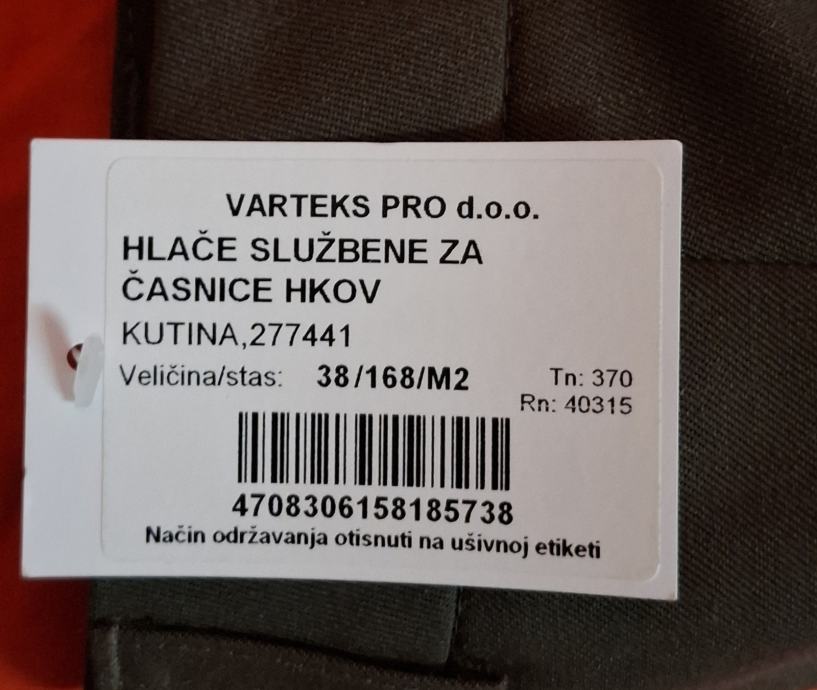 VARTEKS PRO d.o.o.
HLAČE SLUŽBENE ZA
ČASNICE HKOV
KUTINA,277441
Veličina/stas: 38/168/M2 Tn: 370
Rn: 40315
4708306158185738
Način održavanja otisnuti na ušivnoj etiketi